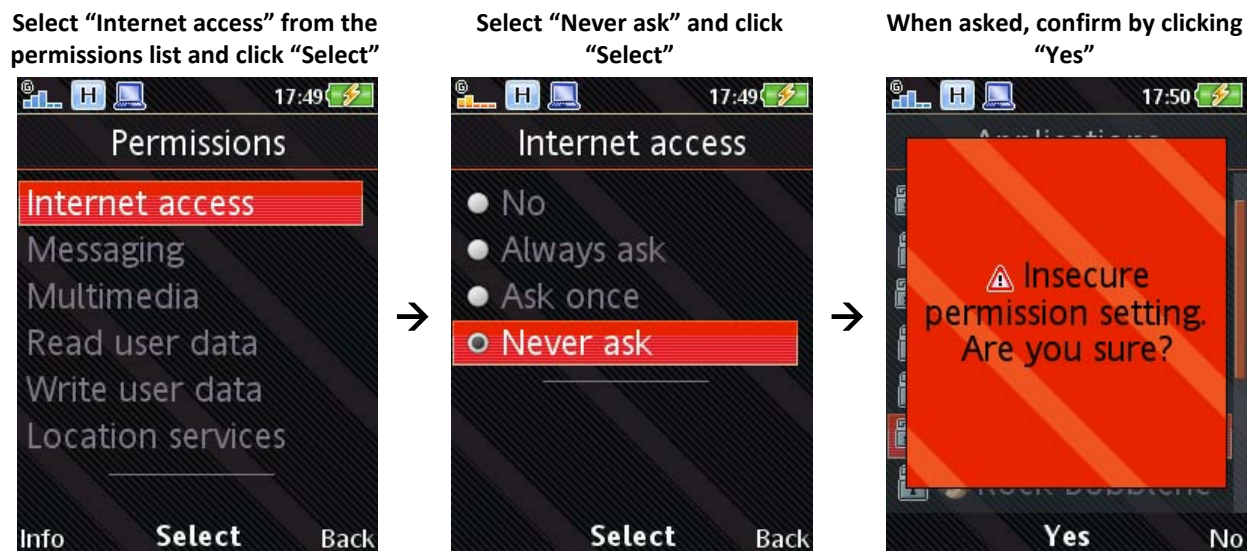 Select “Internet access” from the
permissions list and click “Select”
G H 17:49
Permissions
Internet access
Messaging
Multimedia
Read user data
Write user data
Location services
Info Select Back
→
Select “Never ask” and click
“Select”
G H 17:49
Internet access
No
Always ask
Ask once
Never ask
Select Back
→
When asked, confirm by clicking
“Yes”
G H 17:50
Applications
Insecure
permission setting.
Are you sure?
Yes No